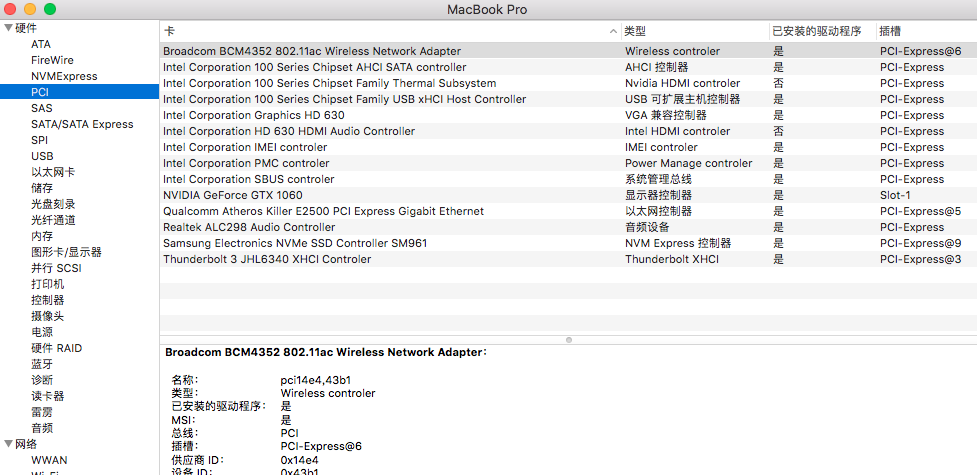 MacBook Pro
硬件
ATA
FireWire
NVMExpress
PCI
SAS
SATA/SATA Express
SPI
USB
以太网卡
储存
光盘刻录
光纤通道
内存
图形卡/显示器
并行 SCSI
打印机
控制器
摄像头
电源
硬件 RAID
蓝牙
诊断
读卡器
雷雳
音频
网络
WWAN
卡 类型 已安装的驱动程序 插槽
Broadcom BCM4352 802.11ac Wireless Network Adapter Wireless controler 是 PCI-Express@6
Intel Corporation 100 Series Chipset AHCI SATA controller AHCI 控制器 是 PCI-Express
Intel Corporation 100 Series Chipset Family Thermal Subsystem Nvidia HDMI controler 否 PCI-Express
Intel Corporation 100 Series Chipset Family USB xHCI Host Controller USB 可扩展主机控制器 是 PCI-Express
Intel Corporation Graphics HD 630 VGA 兼容控制器 是 PCI-Express
Intel Corporation HD 630 HDMI Audio Controller Intel HDMI controler 否 PCI-Express
Intel Corporation IMEI controler IMEI controler 是 PCI-Express
Intel Corporation PMC controler Power Manage controler 是 PCI-Express
Intel Corporation SBUS controler 系统管理总线 是 PCI-Express
NVIDIA GeForce GTX 1060 显示器控制器 是 Slot-1
Qualcomm Atheros Killer E2500 PCI Express Gigabit Ethernet 以太网控制器 是 PCI-Express@5
Realtek ALC298 Audio Controller 音频设备 是 PCI-Express
Samsung Electronics NVMe SSD Controller SM961 NVM Express 控制器 是 PCI-Express@9
Thunderbolt 3 JHL6340 XHCI Controler Thunderbolt XHCI 是 PCI-Express@3
Broadcom BCM4352 802.11ac Wireless Network Adapter：
名称： pci14e4,43b1
类型： Wireless controler
已安装的驱动程序： 是
MSI： 是
总线： PCI
插槽： PCI-Express@6
供应商 ID： 0x14e4
设备 ID： 0x43b1